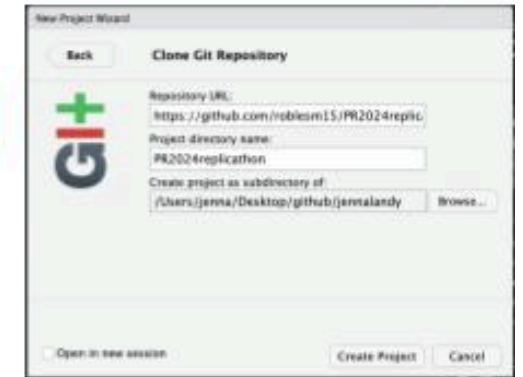 New Project Wizard
Back
Clone Git Repository
GIt
Repository URL:
https://github.com/roblesm15/PR2024replic
Project directory name:
PR2024replicathon
Create project as subdirectory of:
/Users/jenna/Desktop/github/jennalandy
Browse...
Open in new session
Create Project
Cancel